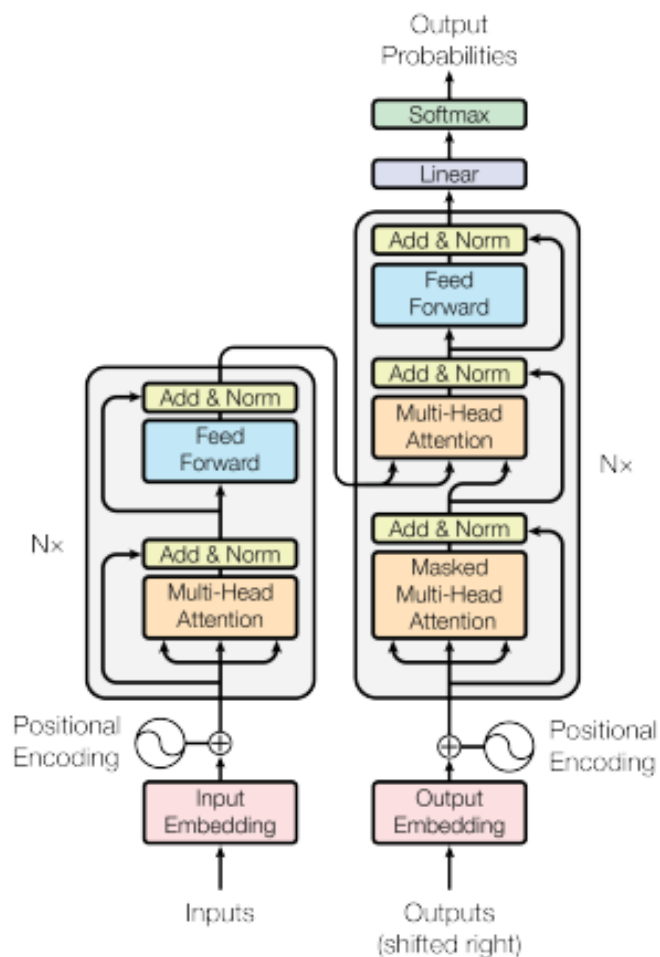 Output
Probabilities
Softmax
Linear
Add & Norm
Feed
Forward
Add & Norm
Multi-Head
Attention
Add & Norm
Masked
Multi-Head
Attention
Nx
Add & Norm
Feed
Forward
Add & Norm
Multi-Head
Attention
Nx
Positional
Encoding
Positional
Encoding
Input
Embedding
Output
Embedding
Inputs
Outputs
(shifted right)